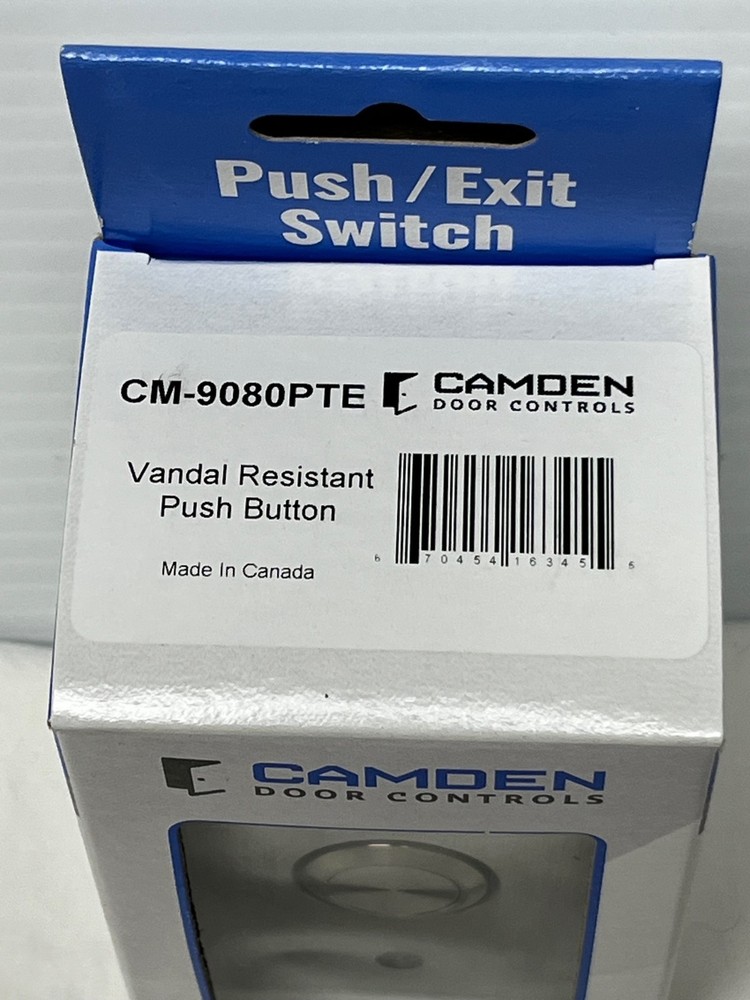 Push/Exit
Switch
CM-9080PTE
CAMDEN
DOOR CONTROLS
Vandal Resistant
Push Button
Made In Canada
6 70454 16345 5
CAMDEN
DOOR CONTROLS